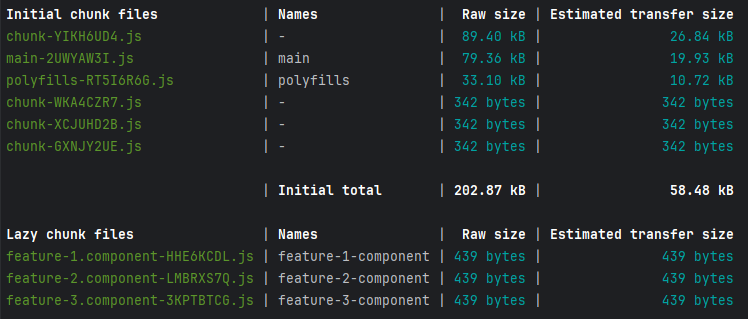 Initial chunk files | Names | Raw size | Estimated transfer size
chunk-YIKH6UD4.js | - | 89.40 kB | 26.84 kB
main-2UWYAW3I.js | main | 79.36 kB | 19.93 kB
polyfills-RT5I6R6G.js | polyfills | 33.10 kB | 10.72 kB
chunk-WKA4CZR7.js | - | 342 bytes | 342 bytes
chunk-XCJUHD2B.js | - | 342 bytes | 342 bytes
chunk-GXNJY2UE.js | - | 342 bytes | 342 bytes
| Initial total | 202.87 kB | 58.48 kB
Lazy chunk files | Names | Raw size | Estimated transfer size
feature-1.component-HHE6KCDL.js | feature-1-component | 439 bytes | 439 bytes
feature-2.component-LMBRXS7Q.js | feature-2-component | 439 bytes | 439 bytes
feature-3.component-3KPTBTCG.js | feature-3-component | 439 bytes | 439 bytes